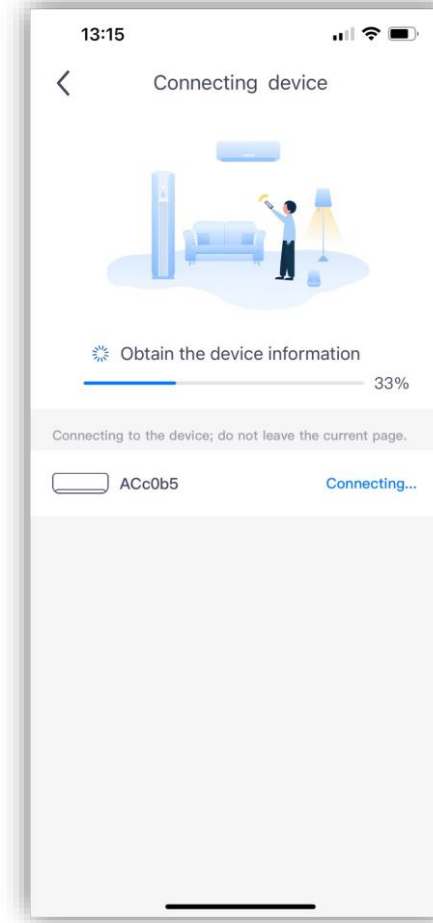 13:15
Connecting device
Obtain the device information
33%
Connecting to the device; do not leave the current page.
ACc0b5
Connecting...